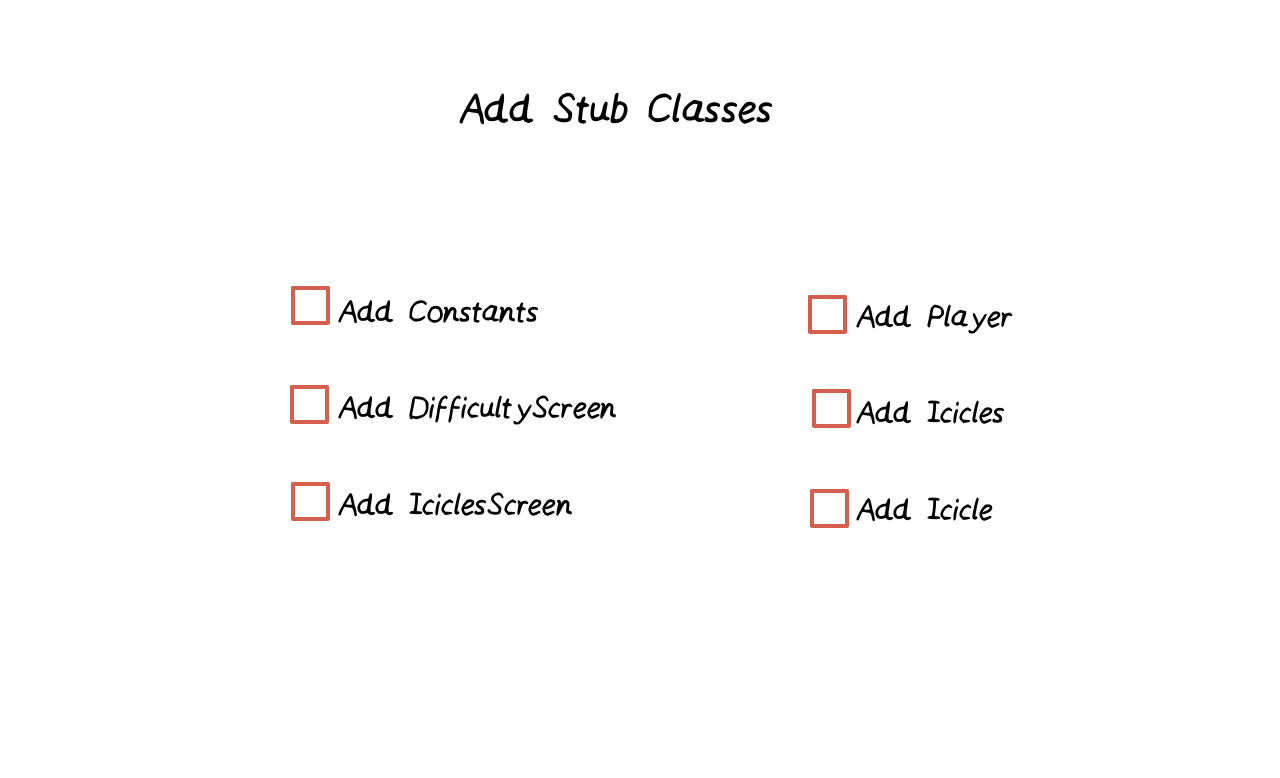 Add Stub Classes
Add Constants
Add DifficultyScreen
Add IciclesScreen
Add Player
Add Icicles
Add Icicle